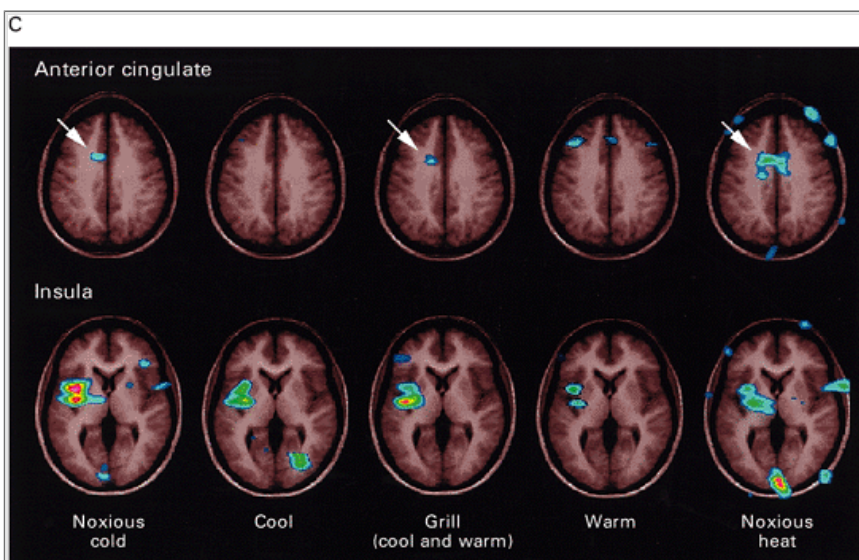 C
Anterior cingulate
Insula
Noxious
cold
Cool
Grill
(cool and warm)
Warm
Noxious
heat